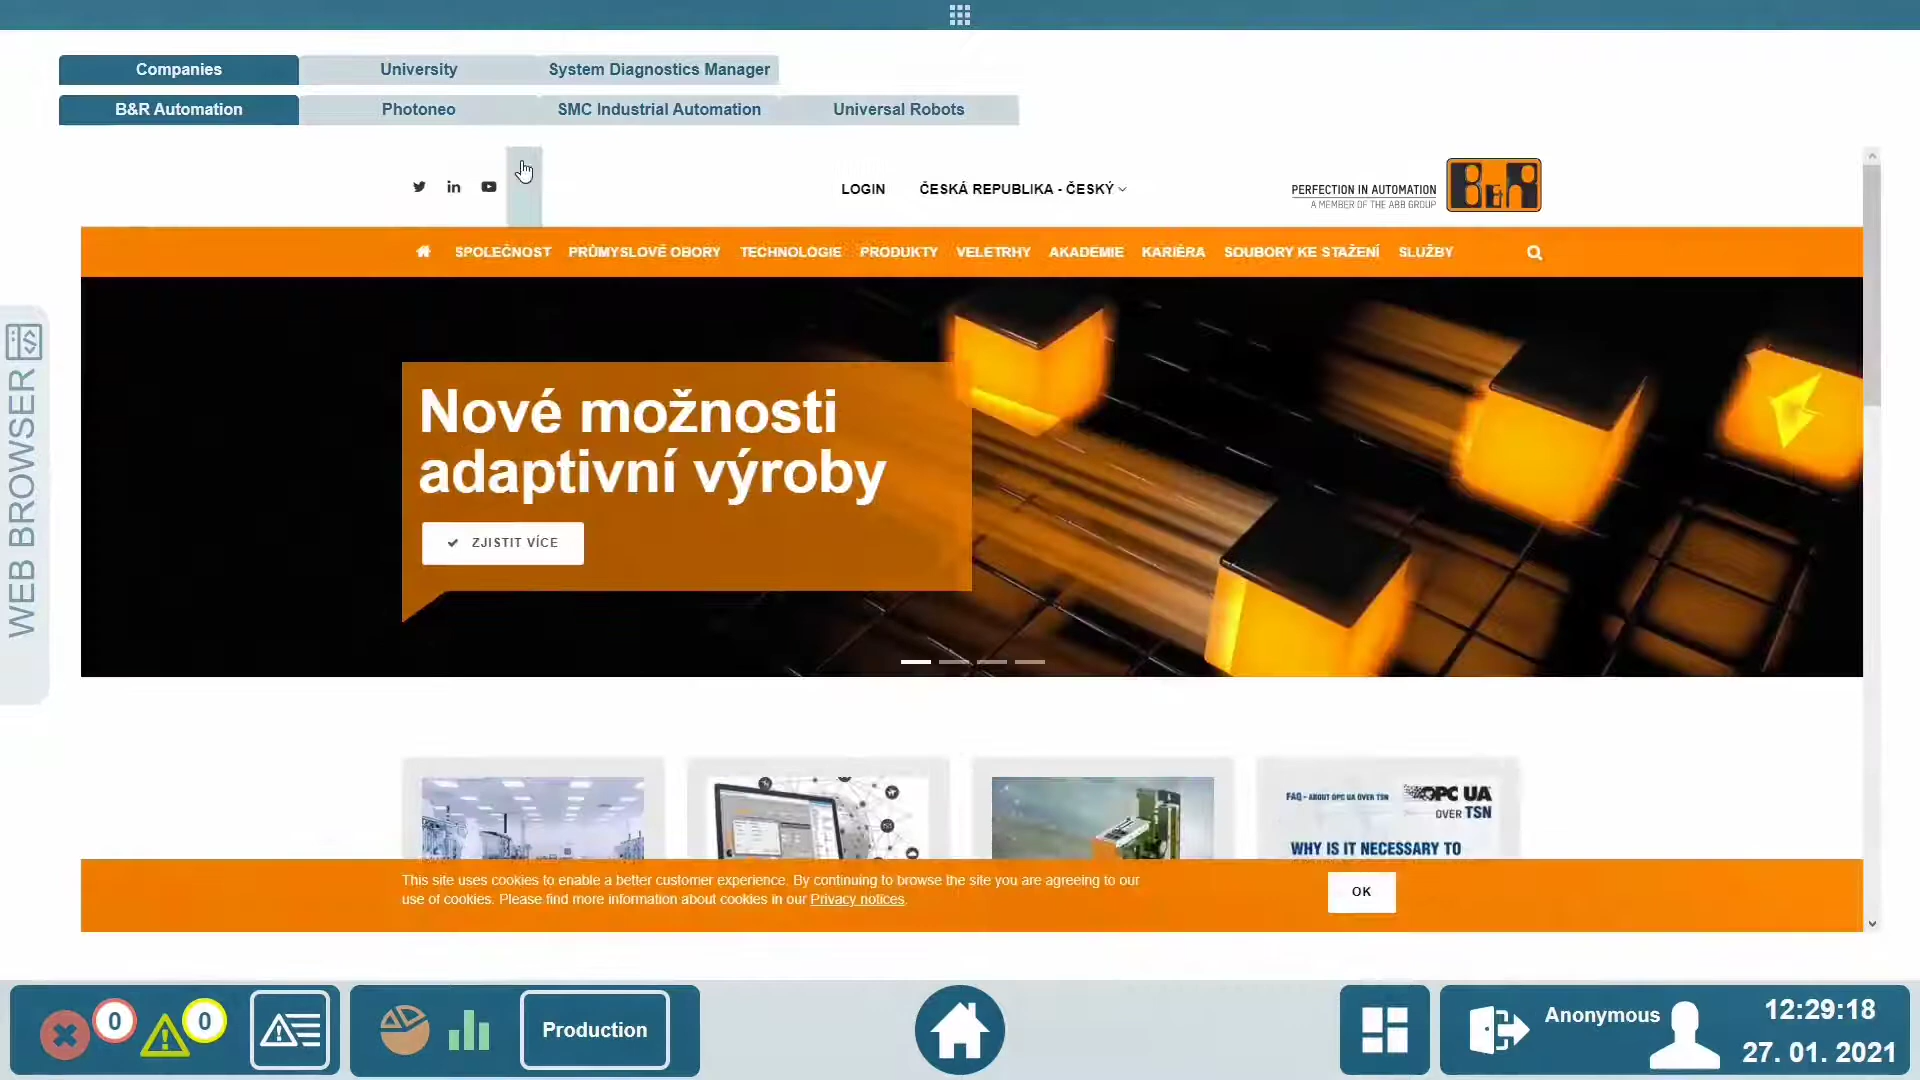 Companies
University
System Diagnostics Manager
B&R Automation
Photoneo
SMC Industrial Automation
Universal Robots
LOGIN
ČESKÁ REPUBLIKA - ČESKÝ
PERFECTION IN AUTOMATION
A MEMBER OF THE ABB GROUP
B&R
SPOLEČNOST
PRŮMYSLOVÉ OBORY
TECHNOLOGIE
PRODUKTY
VELETRHY
AKADEMIE
KARIÉRA
SOUBORY KE STAŽENÍ
SLUŽBY
WEB BROWSER
Nové možnosti
adaptivní výroby
ZJISTIT VÍCE
FAQ - ABOUT OPC UA OVER TSN
OPC UA
OVER TSN
WHY IS IT NECESSARY TO
This site uses cookies to enable a better customer experience. By continuing to browse the site you are agreeing to our
use of cookies. Please find more information about cookies in our Privacy notices.
OK
0
0
Production
Anonymous
12:29:18
27. 01. 2021